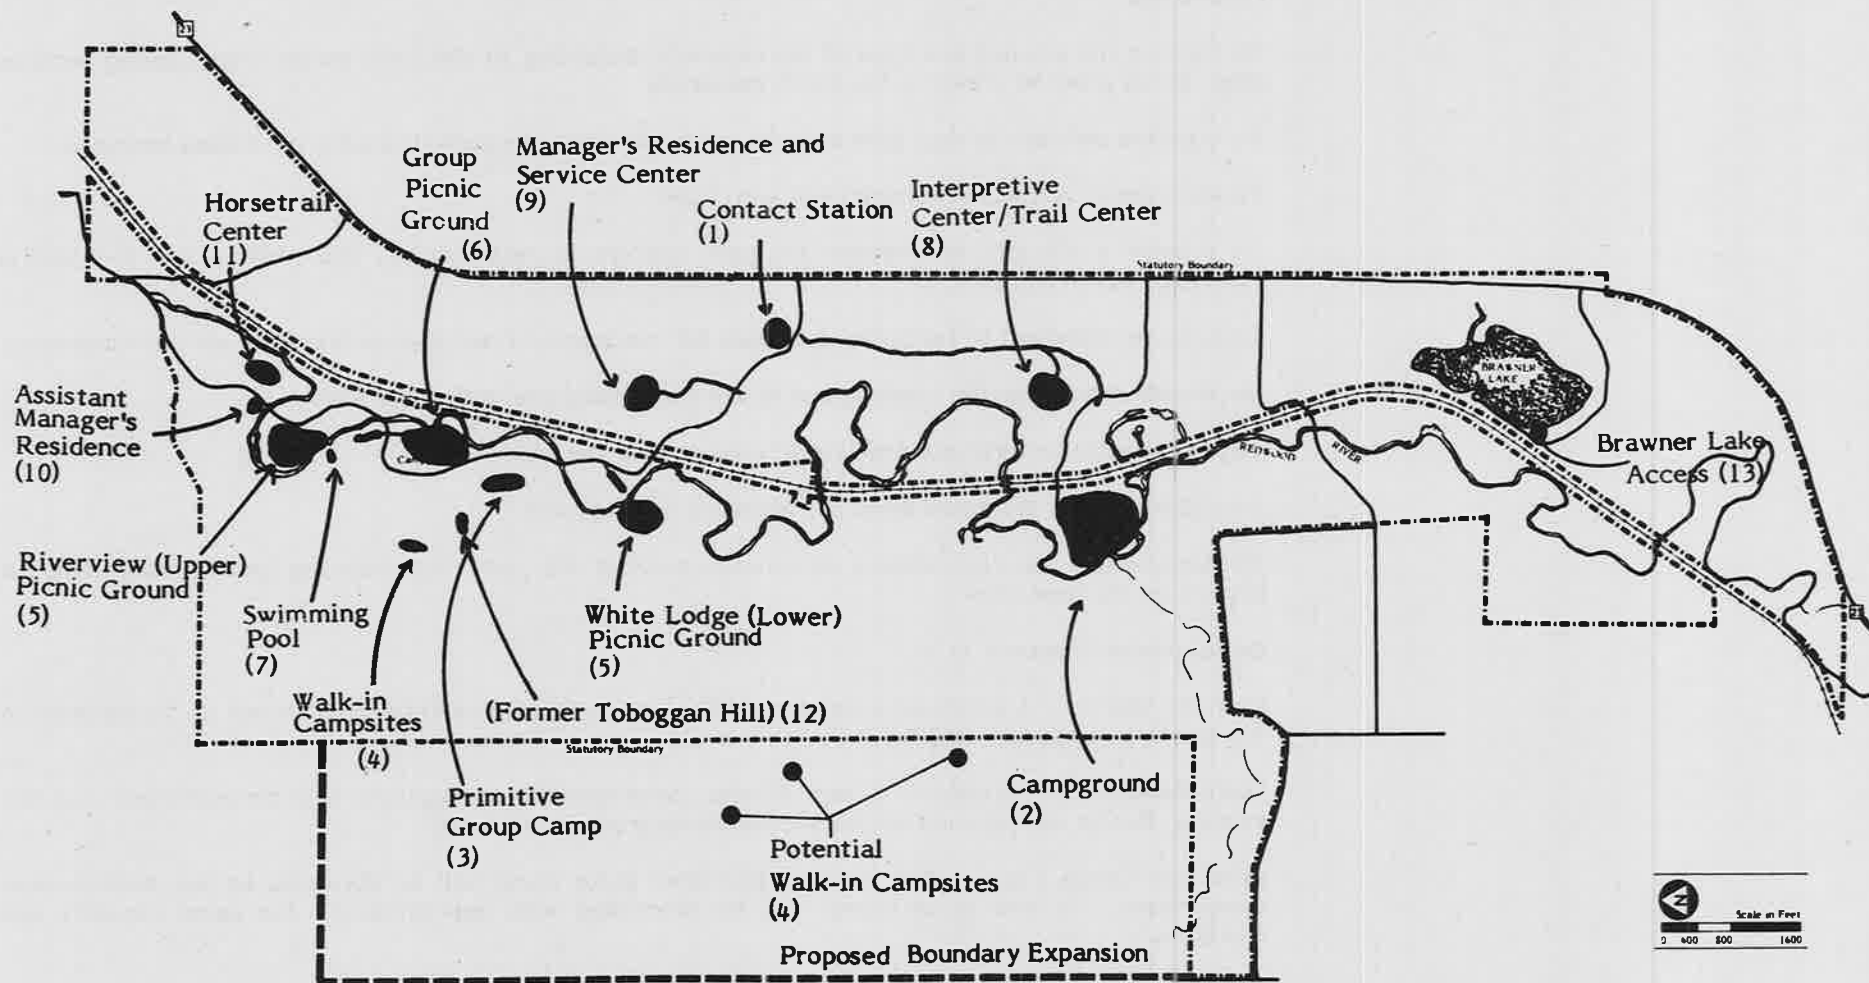 23
Manager's Residence and
Service Center
(9)
Group
Picnic
Ground
(6)
Horsetrail
Center
(11)
Contact Station
(1)
Interpretive
Center/Trail Center
(8)
Statutory Boundary
BRAWNER
LAKE
Assistant
Manager's
Residence
(10)
REDWOOD RIVER
Brawner Lake
Access (13)
Riverview (Upper)
Picnic Ground
(5)
Swimming
Pool
(7)
White Lodge (Lower)
Picnic Ground
(5)
Walk-in
Campsites
(4)
(Former Toboggan Hill) (12)
Statutory Boundary
Primitive
Group Camp
(3)
Campground
(2)
Potential
Walk-in Campsites
(4)
Proposed Boundary Expansion
N
Scale in Feet
0 400 800 1600